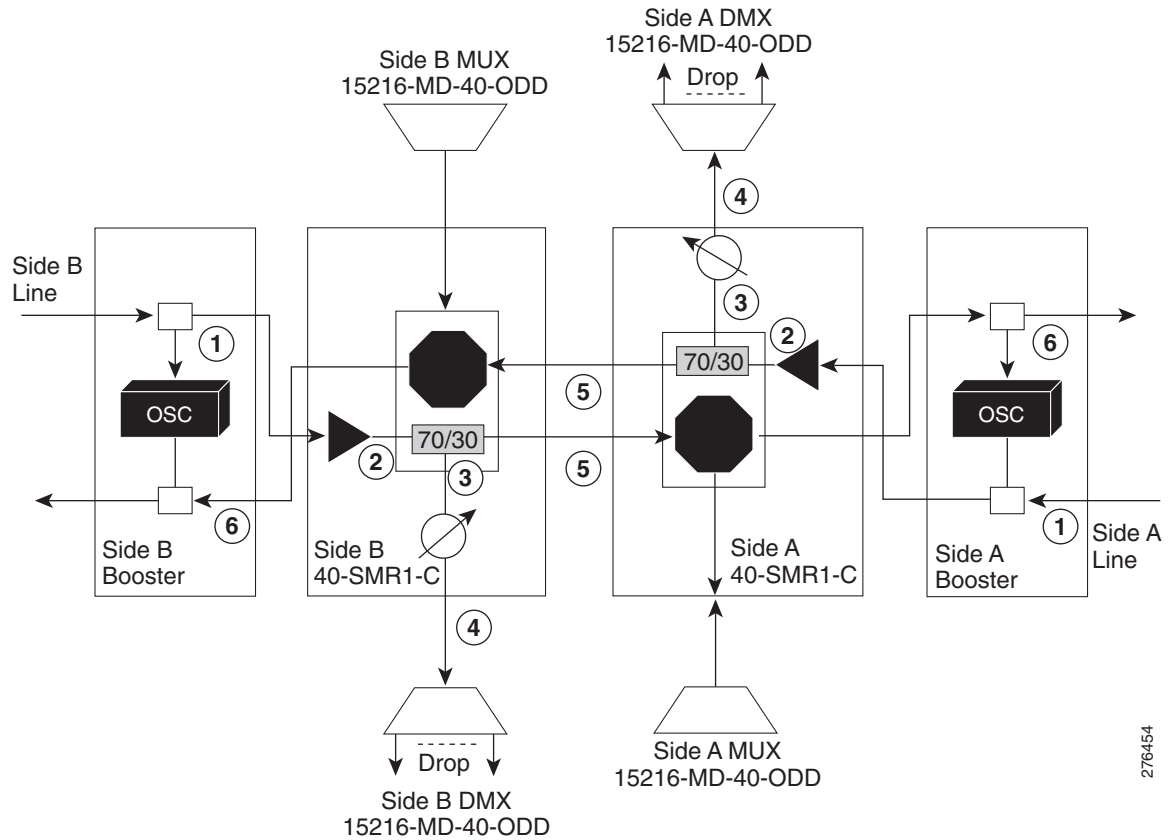 Side A DMX
15216-MD-40-ODD
Drop
Side B MUX
15216-MD-40-ODD
4
Side B
Line
3
2
1
6
70/30
5
OSC
OSC
70/30
2
5
3
6
1
Side B
Booster
Side B
40-SMR1-C
Side A
40-SMR1-C
Side A
Booster
Side A
Line
4
Drop
Side B DMX
15216-MD-40-ODD
Side A MUX
15216-MD-40-ODD
276454